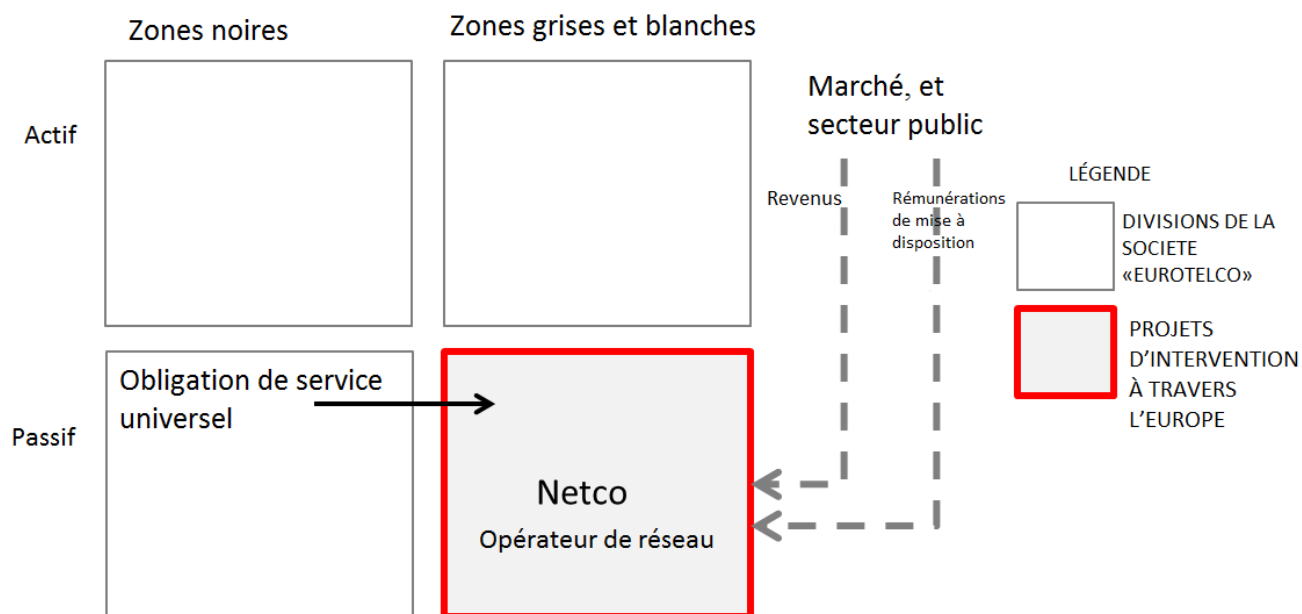 Zones noires
Zones grises et blanches
Marché, et
secteur public
Actif
Revenus
Rémunérations
de mise à
disposition
LÉGENDE
DIVISIONS DE LA
SOCIETE
«EUROTELCO»
PROJETS
D’INTERVENTION
À TRAVERS
L’EUROPE
Obligation de service
universel
Passif
Netco
Opérateur de réseau